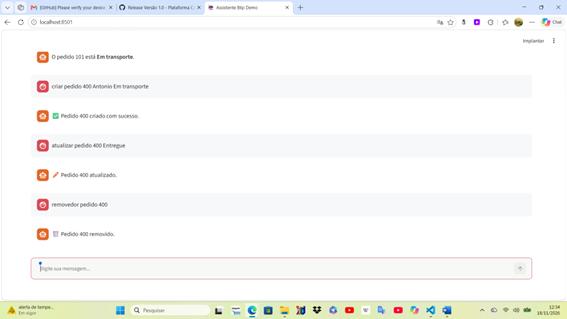 [GitHub] Please verify your device
Release Versão 1.0 - Plataforma C
Assistente Btp Demo
localhost:8501
Chat
Implantar
O pedido 101 está Em transporte.
criar pedido 400 Antonio Em transporte
Pedido 400 criado com sucesso.
atualizar pedido 400 Entregue
Pedido 400 atualizado.
removedor pedido 400
Pedido 400 removido.
Digite sua mensagem...
alerta de tempe...
Em vigor
Pesquisar
12:34
18/11/2026